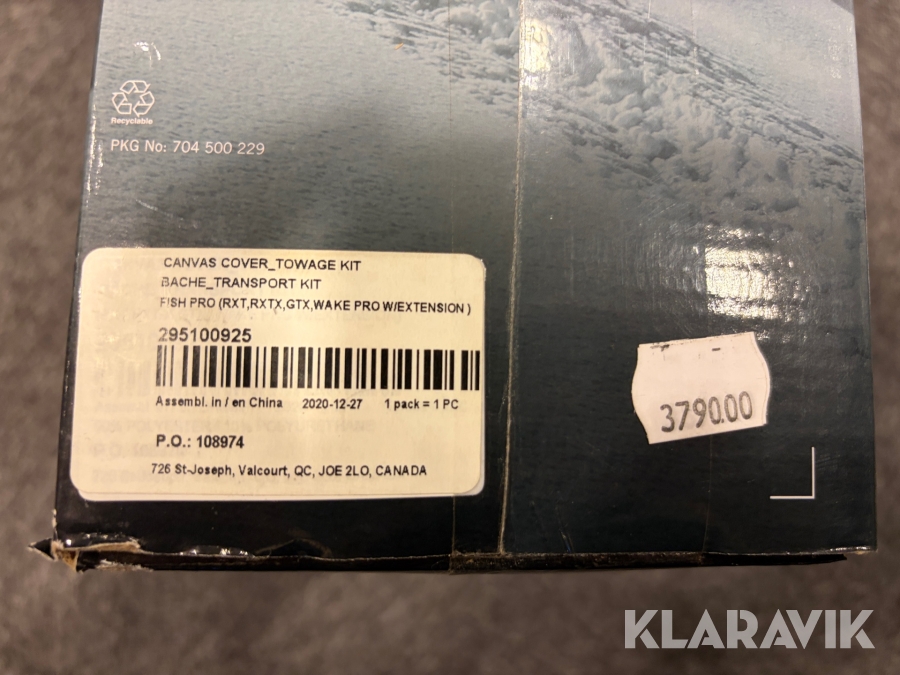 Recyclable
PKG No: 704 500 229
CANVAS COVER_TOWAGE KIT
BACHE_TRANSPORT KIT
FISH PRO (RXT,RXTX,GTX,WAKE PRO W/EXTENSION )
295100925
Assembl. in / en China 2020-12-27 1 pack = 1 PC
P.O.: 108974
726 St-Joseph, Valcourt, QC, JOE 2LO, CANADA
3790.00
KLARAVIK